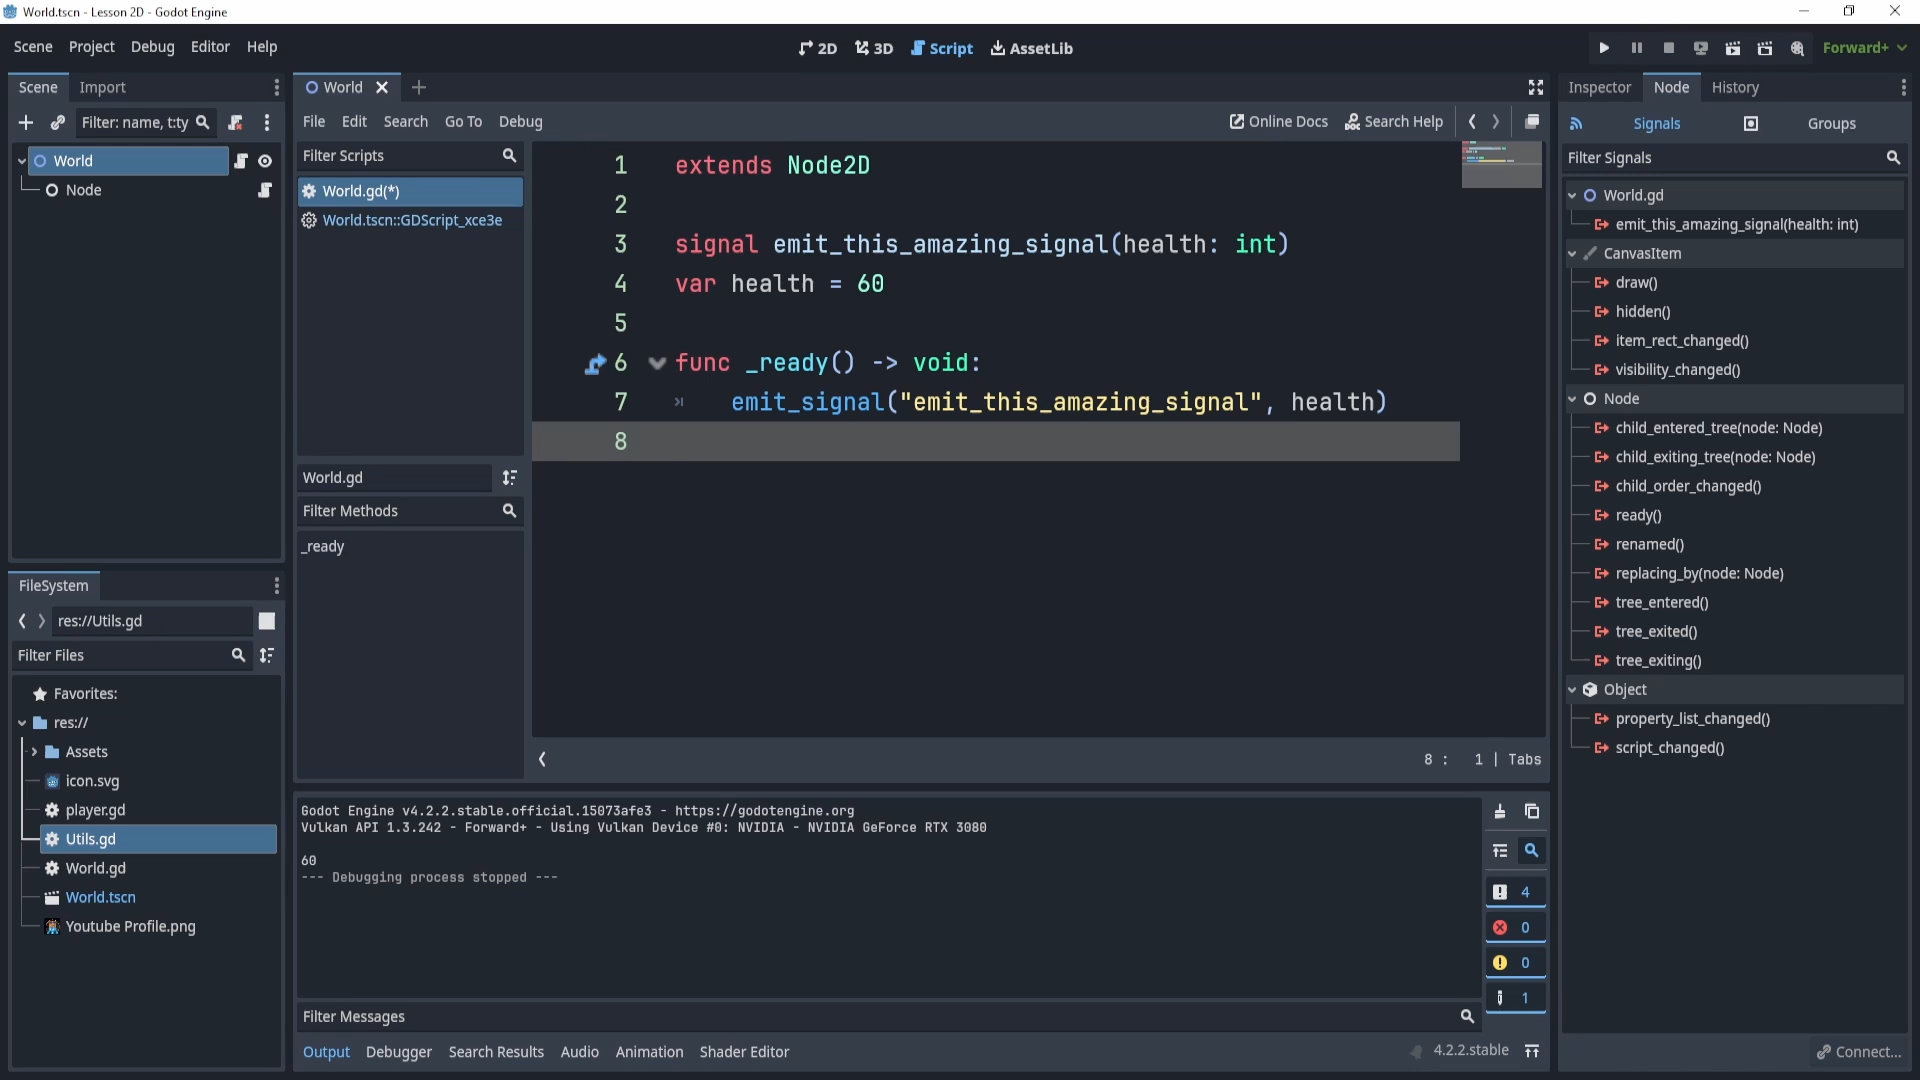 World.tscn - Lesson 2D - Godot Engine
Scene Project Debug Editor Help
2D 3D Script AssetLib
Forward+
Scene Import
Filter: name, t:ty
World
Node
FileSystem
res://Utils.gd
Filter Files
Favorites:
res://
Assets
icon.svg
player.gd
Utils.gd
World.gd
World.tscn
Youtube Profile.png
World
File Edit Search Go To Debug
Online Docs Search Help
Filter Scripts
World.gd(*)
World.tscn::GDScript_xce3e
World.gd
Filter Methods
_ready
1 extends Node2D
2
3 signal emit_this_amazing_signal(health: int)
4 var health = 60
5
6 func _ready() -> void:
7 emit_signal("emit_this_amazing_signal", health)
8
8 : 1 | Tabs
Godot Engine v4.2.2.stable.official.15073afe3 - https://godotengine.org
Vulkan API 1.3.242 - Forward+ - Using Vulkan Device #0: NVIDIA - NVIDIA GeForce RTX 3080
60
--- Debugging process stopped ---
4
0
0
1
Filter Messages
Output Debugger Search Results Audio Animation Shader Editor
4.2.2.stable
Inspector Node History
Signals Groups
Filter Signals
World.gd
emit_this_amazing_signal(health: int)
CanvasItem
draw()
hidden()
item_rect_changed()
visibility_changed()
Node
child_entered_tree(node: Node)
child_exiting_tree(node: Node)
child_order_changed()
ready()
renamed()
replacing_by(node: Node)
tree_entered()
tree_exited()
tree_exiting()
Object
property_list_changed()
script_changed()
Connect...